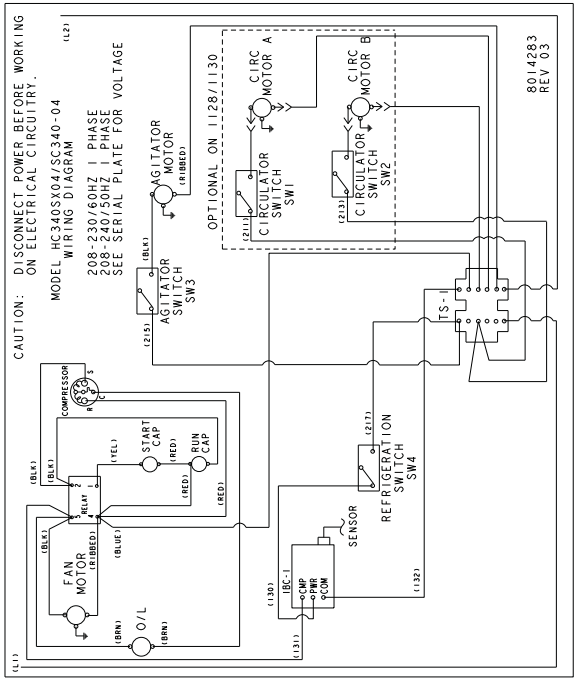 CAUTION: DISCONNECT POWER BEFORE WORKING
ON ELECTRICAL CIRCUITRY.
MODEL HC340SX04/SC340-04
WIRING DIAGRAM
208-230/60HZ 1 PHASE
208-240/50HZ 1 PHASE
SEE SERIAL PLATE FOR VOLTAGE
(L2)
8014283
REV 03
OPTIONAL ON 1128/1130
CIRC
MOTOR A
CIRC
MOTOR B
CIRCULATOR
SWITCH
SW1
(211)
CIRCULATOR
SWITCH
SW2
(213)
AGITATOR
MOTOR
(RIBBED)
(BLK)
AGITATOR
SWITCH
SW3
(215)
TS-1
COMPRESSOR
S
C
R
(BLK)
(BLK)
(YEL)
START
CAP
(RED)
RUN
CAP
(RED)
(RED)
2
1
RELAY
5
4
(BLK)
(RIBBED)
(BLUE)
FAN
MOTOR
(BRN)
O/L
(BRN)
(217)
REFRIGERATION
SWITCH
SW4
SENSOR
IBC-1
CMP
PWR
COM
(130)
(131)
(132)
(L1)